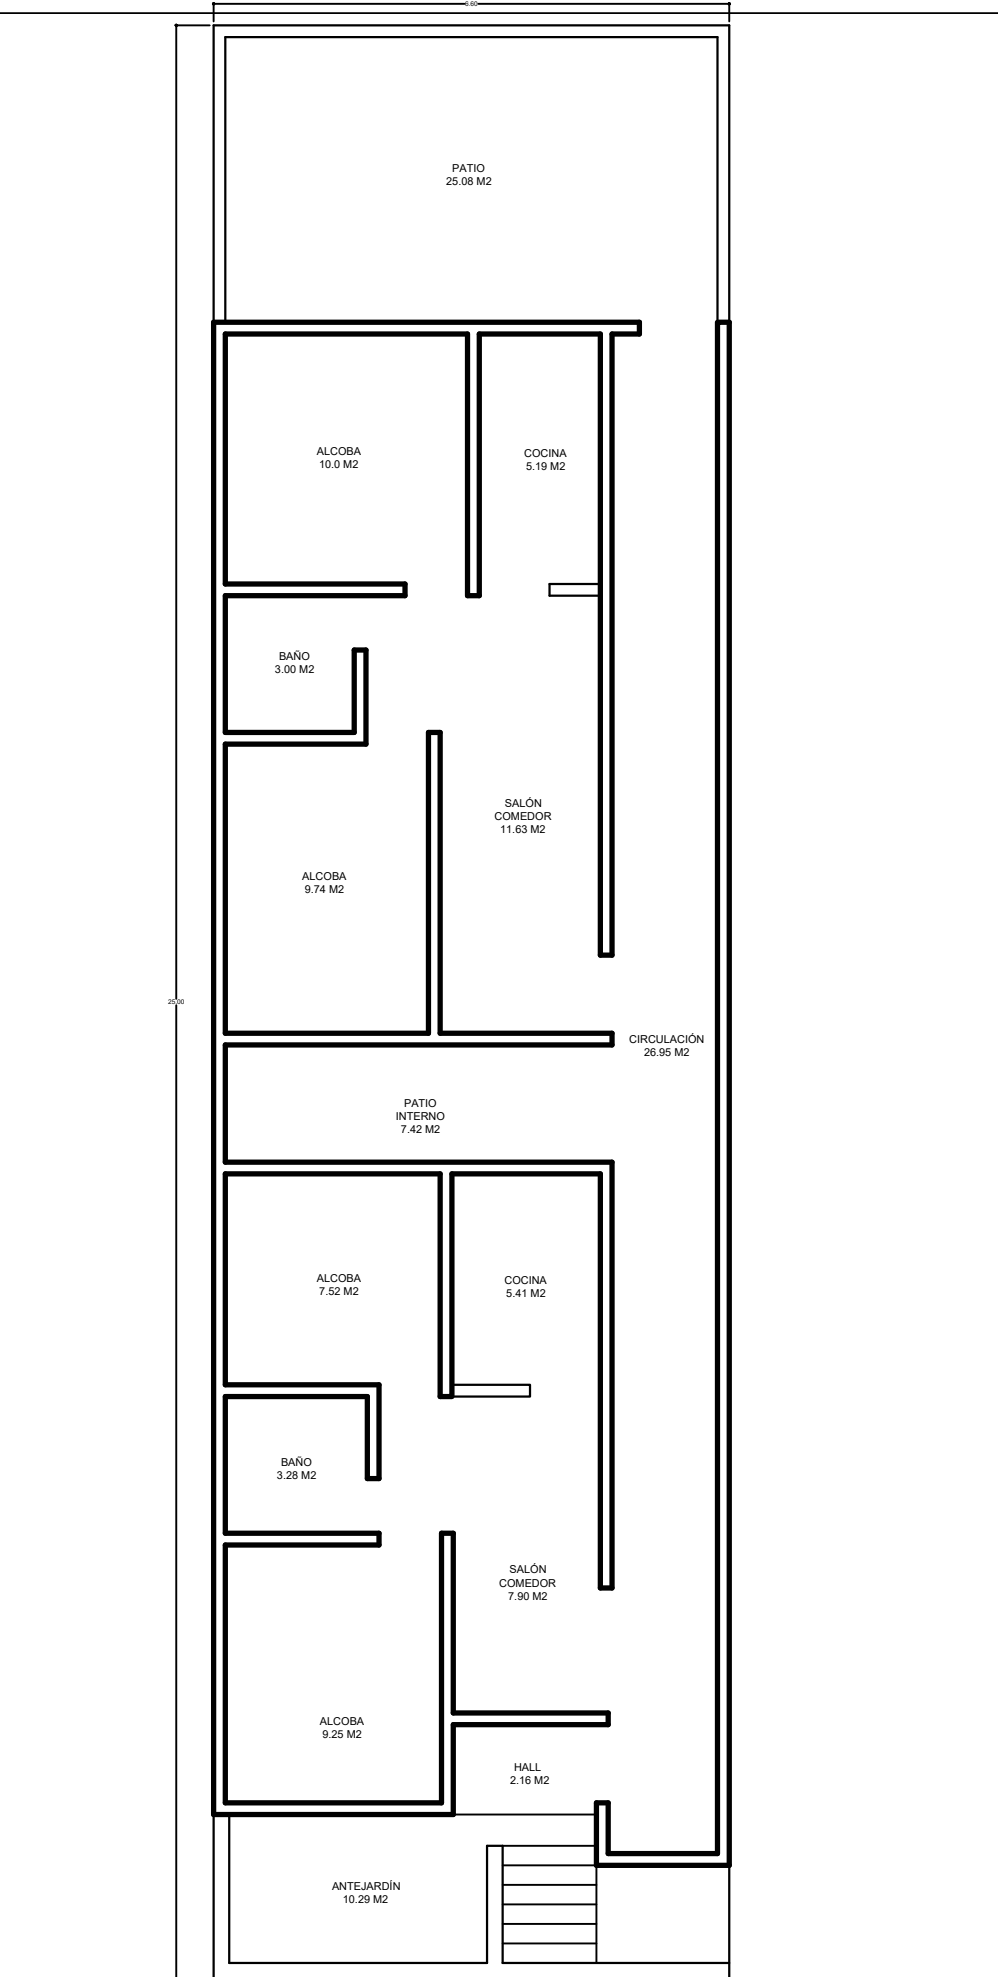 6.60
PATIO
25.08 M2
ALCOBA
10.0 M2
COCINA
5.19 M2
BAÑO
3.00 M2
SALÓN
COMEDOR
11.63 M2
ALCOBA
9.74 M2
25.00
CIRCULACIÓN
26.95 M2
PATIO
INTERNO
7.42 M2
ALCOBA
7.52 M2
COCINA
5.41 M2
BAÑO
3.28 M2
SALÓN
COMEDOR
7.90 M2
ALCOBA
9.25 M2
HALL
2.16 M2
ANTEJARDÍN
10.29 M2